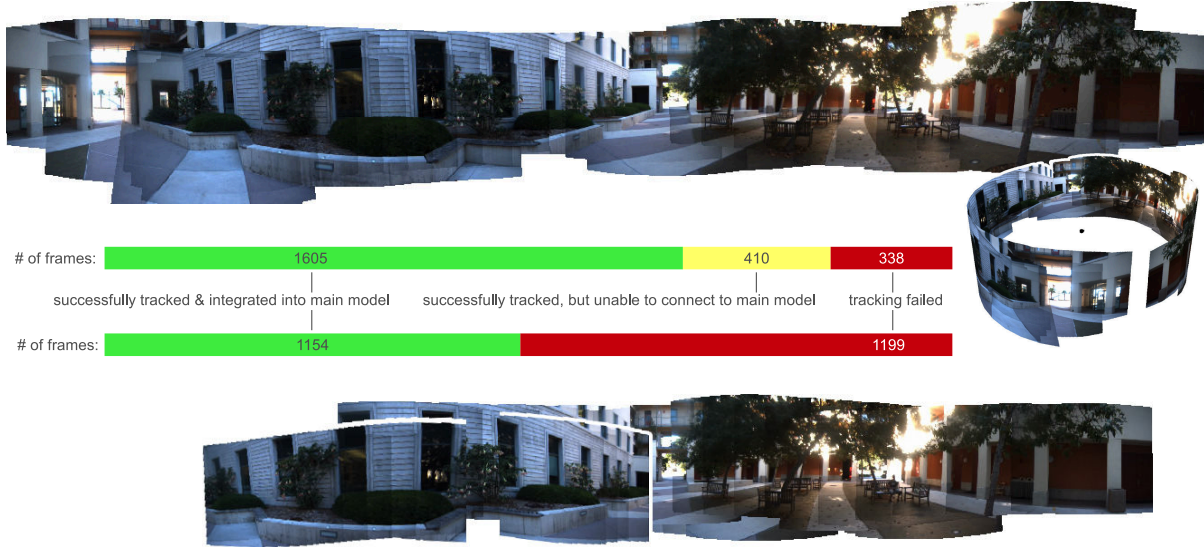 # of frames: 1605 410 338
successfully tracked & integrated into main model successfully tracked, but unable to connect to main model tracking failed
# of frames: 1154 1199